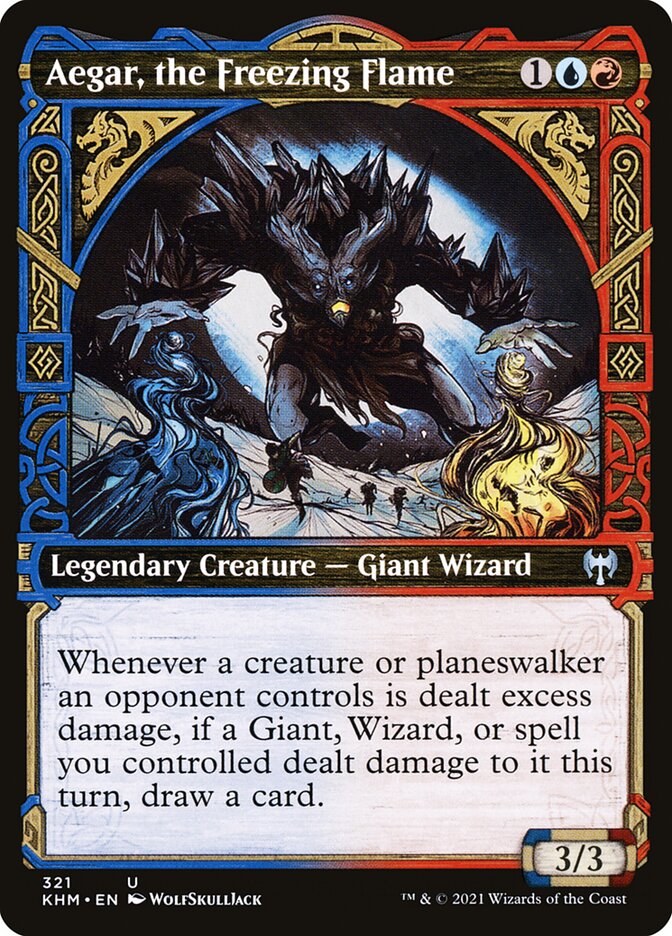 Aegar, the Freezing Flame 1
Legendary Creature — Giant Wizard
Whenever a creature or planeswalker
an opponent controls is dealt excess
damage, if a Giant, Wizard, or spell
you controlled dealt damage to it this
turn, draw a card.
3/3
321 U
KHM • EN WolfSkullJack
™ & © 2021 Wizards of the Coast